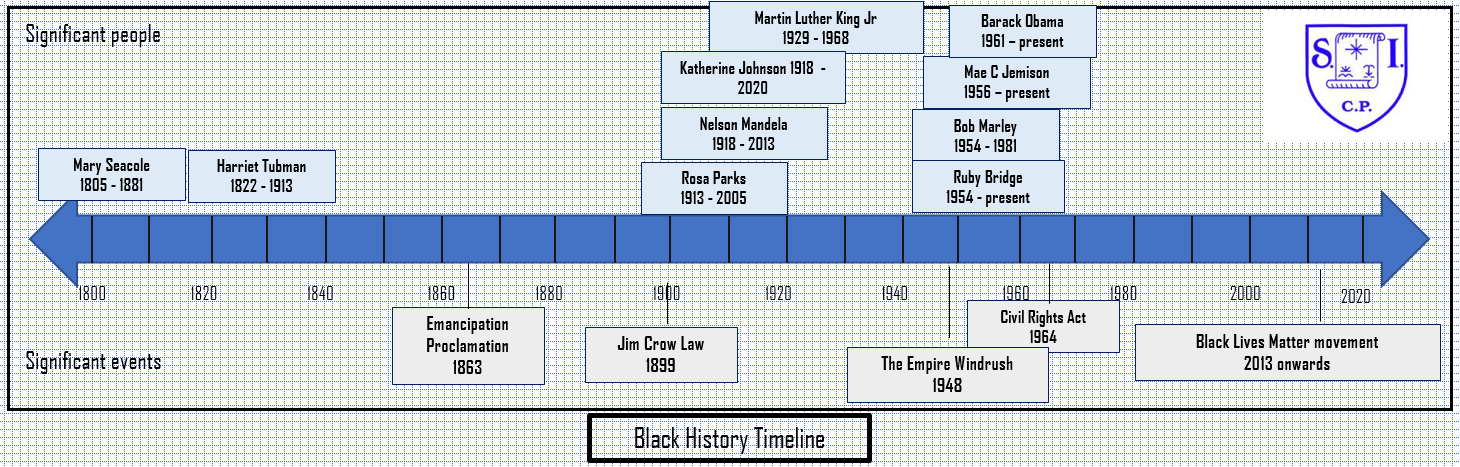 Significant people
Martin Luther King Jr
1929 - 1968
Barack Obama
1961 – present
Katherine Johnson 1918 -
2020
Mae C Jemison
1956 – present
Nelson Mandela
1918 - 2013
Bob Marley
1954 - 1981
Mary Seacole
1805 - 1881
Harriet Tubman
1822 - 1913
Rosa Parks
1913 - 2005
Ruby Bridge
1954 - present
S. I.
C.P.
1800 1820 1840 1860 1880 1900 1920 1940 1960 1980 2000 2020
Significant events
Emancipation
Proclamation
1863
Jim Crow Law
1899
The Empire Windrush
1948
Civil Rights Act
1964
Black Lives Matter movement
2013 onwards
Black History Timeline